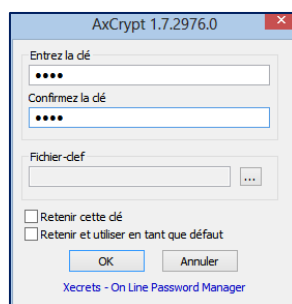 AxCrypt 1.7.2976.0
Entrez la clé
••••
Confirmez la clé
••••
Fichier-clef
...
Retenir cette clé
Retenir et utiliser en tant que défaut
OK Annuler
Xecrets - On Line Password Manager